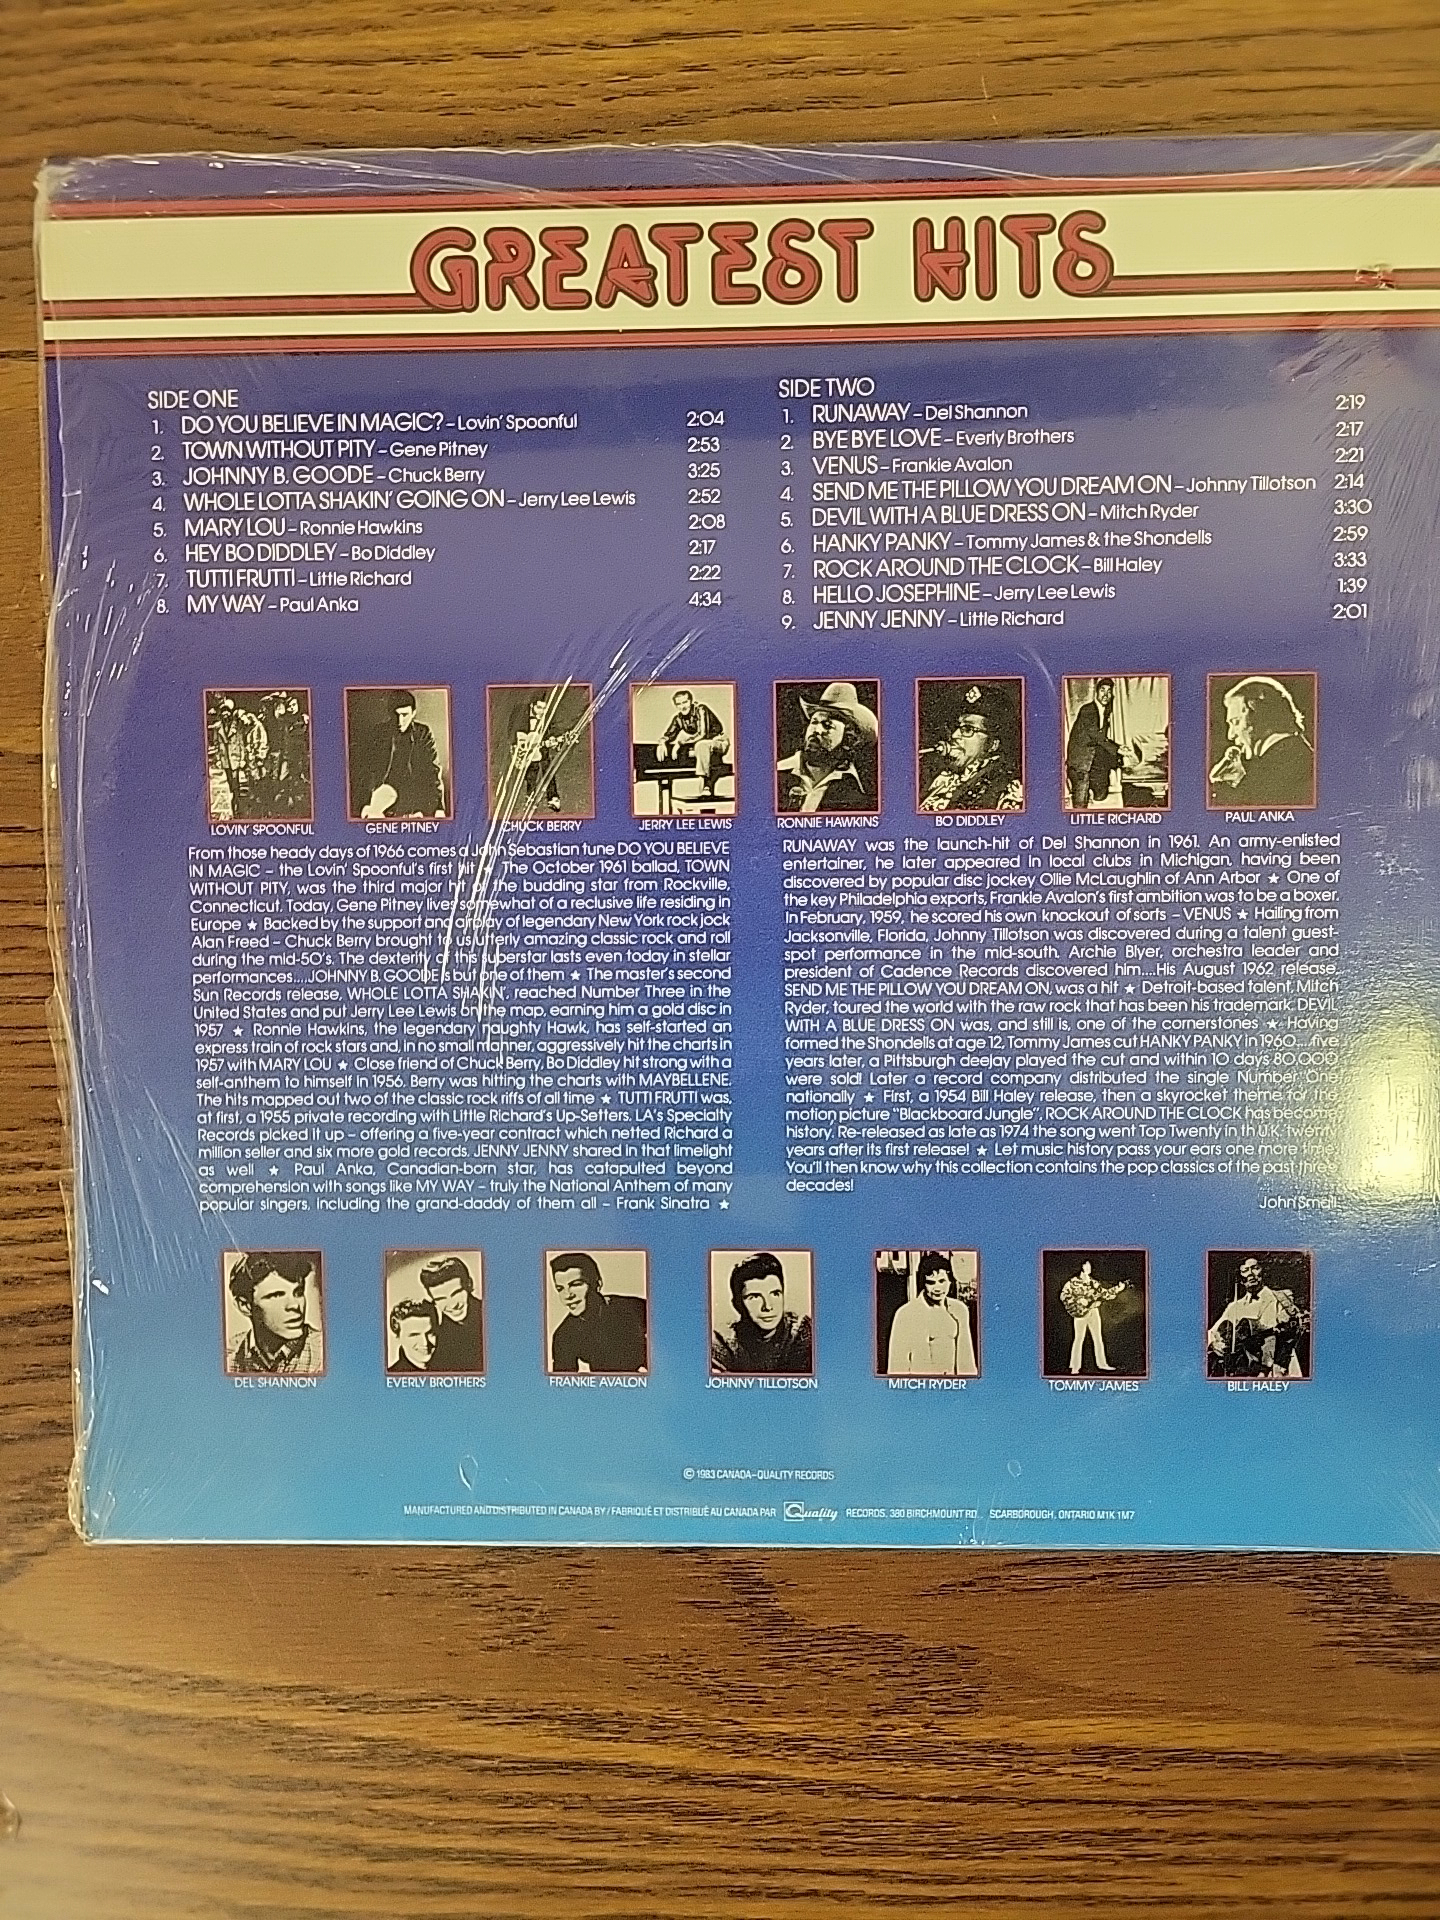 GREATEST HITS
SIDE ONE
1. DO YOU BELIEVE IN MAGIC? – Lovin' Spoonful 2:04
2. TOWN WITHOUT PITY – Gene Pitney 2:53
3. JOHNNY B. GOODE – Chuck Berry 3:25
4. WHOLE LOTTA SHAKIN' GOING ON – Jerry Lee Lewis 2:52
5. MARY LOU – Ronnie Hawkins 2:08
6. HEY BO DIDDLEY – Bo Diddley 2:17
7. TUTTI FRUTTI – Little Richard 2:22
8. MY WAY – Paul Anka 4:34
SIDE TWO
1. RUNAWAY – Del Shannon 2:19
2. BYE BYE LOVE – Everly Brothers 2:17
3. VENUS – Frankie Avalon 2:21
4. SEND ME THE PILLOW YOU DREAM ON – Johnny Tillotson 2:14
5. DEVIL WITH A BLUE DRESS ON – Mitch Ryder 3:30
6. HANKY PANKY – Tommy James & the Shondells 2:59
7. ROCK AROUND THE CLOCK – Bill Haley 3:33
8. HELLO JOSEPHINE – Jerry Lee Lewis 1:39
9. JENNY JENNY – Little Richard 2:01
LOVIN' SPOONFUL GENE PITNEY CHUCK BERRY JERRY LEE LEWIS RONNIE HAWKINS BO DIDDLEY LITTLE RICHARD PAUL ANKA
From those heady days of 1966 comes a John Sebastian tune DO YOU BELIEVE
IN MAGIC – the Lovin' Spoonful's first hit ★ The October 1961 ballad, TOWN
WITHOUT PITY, was the third major hit of the budding star from Rockville,
Connecticut. Today, Gene Pitney lives somewhat of a reclusive life residing in
Europe ★ Backed by the support and airplay of legendary New York rock jock
Alan Freed – Chuck Berry brought to us utterly amazing classic rock and roll
during the mid-50's. The dexterity of this superstar lasts even today in stellar
performances....JOHNNY B. GOODE is but one of them ★ The master's second
Sun Records release, WHOLE LOTTA SHAKIN', reached Number Three in the
United States and put Jerry Lee Lewis on the map, earning him a gold disc in
1957 ★ Ronnie Hawkins, the legendary naughty Hawk, has self-started an
express train of rock stars and, in no small manner, aggressively hit the charts in
1957 with MARY LOU ★ Close friend of Chuck Berry, Bo Diddley hit strong with a
self-anthem to himself in 1956. Berry was hitting the charts with MAYBELLENE.
The hits mapped out two of the classic rock riffs of all time ★ TUTTI FRUTTI was,
at first, a 1955 private recording with Little Richard's Up-Setters. LA's Specialty
Records picked it up – offering a five-year contract which netted Richard a
million seller and six more gold records. JENNY JENNY shared in that limelight
as well ★ Paul Anka, Canadian-born star, has catapulted beyond
comprehension with songs like MY WAY – truly the National Anthem of many
popular singers, including the grand-daddy of them all – Frank Sinatra ★
RUNAWAY was the launch-hit of Del Shannon in 1961. An army-enlisted
entertainer, he later appeared in local clubs in Michigan, having been
discovered by popular disc jockey Ollie McLaughlin of Ann Arbor ★ One of
the key Philadelphia exports, Frankie Avalon's first ambition was to be a boxer.
In February, 1959, he scored his own knockout of sorts – VENUS ★ Hailing from
Jacksonville, Florida, Johnny Tillotson was discovered during a talent guest-
spot performance in the mid-south. Archie Blyer, orchestra leader and
president of Cadence Records discovered him....His August 1962 release,
SEND ME THE PILLOW YOU DREAM ON, was a hit ★ Detroit-based talent, Mitch
Ryder, toured the world with the raw rock that has been his trademark. DEVIL
WITH A BLUE DRESS ON was, and still is, one of the cornerstones ★ Having
formed the Shondells at age 12, Tommy James cut HANKY PANKY in 1960....five
years later, a Pittsburgh deejay played the cut and within 10 days 80,000
were sold! Later a record company distributed the single Number One
nationally ★ First, a 1954 Bill Haley release, then a skyrocket theme for the
motion picture "Blackboard Jungle", ROCK AROUND THE CLOCK has become
history. Re-released as late as 1974 the song went Top Twenty in th U.K. twenty
years after its first release! ★ Let music history pass your ears one more time.
You'll then know why this collection contains the pop classics of the past three
decades!
John Small
DEL SHANNON EVERLY BROTHERS FRANKIE AVALON JOHNNY TILLOTSON MITCH RYDER TOMMY JAMES BILL HALEY
© 1983 CANADA–QUALITY RECORDS
MANUFACTURED AND DISTRIBUTED IN CANADA BY / FABRIQUÉ ET DISTRIBUÉ AU CANADA PAR Quality RECORDS, 380 BIRCHMOUNT RD., SCARBOROUGH, ONTARIO M1K 1M7